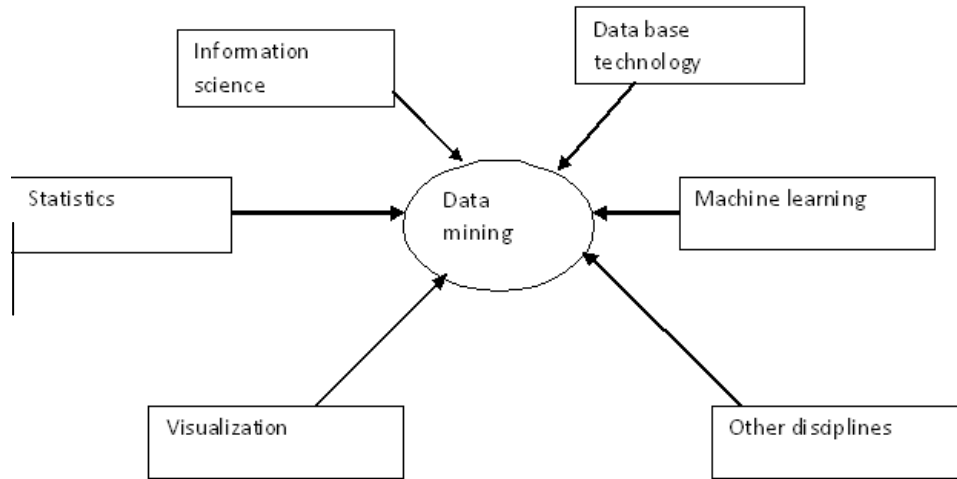 Information
science
Data base
technology
Statistics
Data
mining
Machine learning
Visualization
Other disciplines